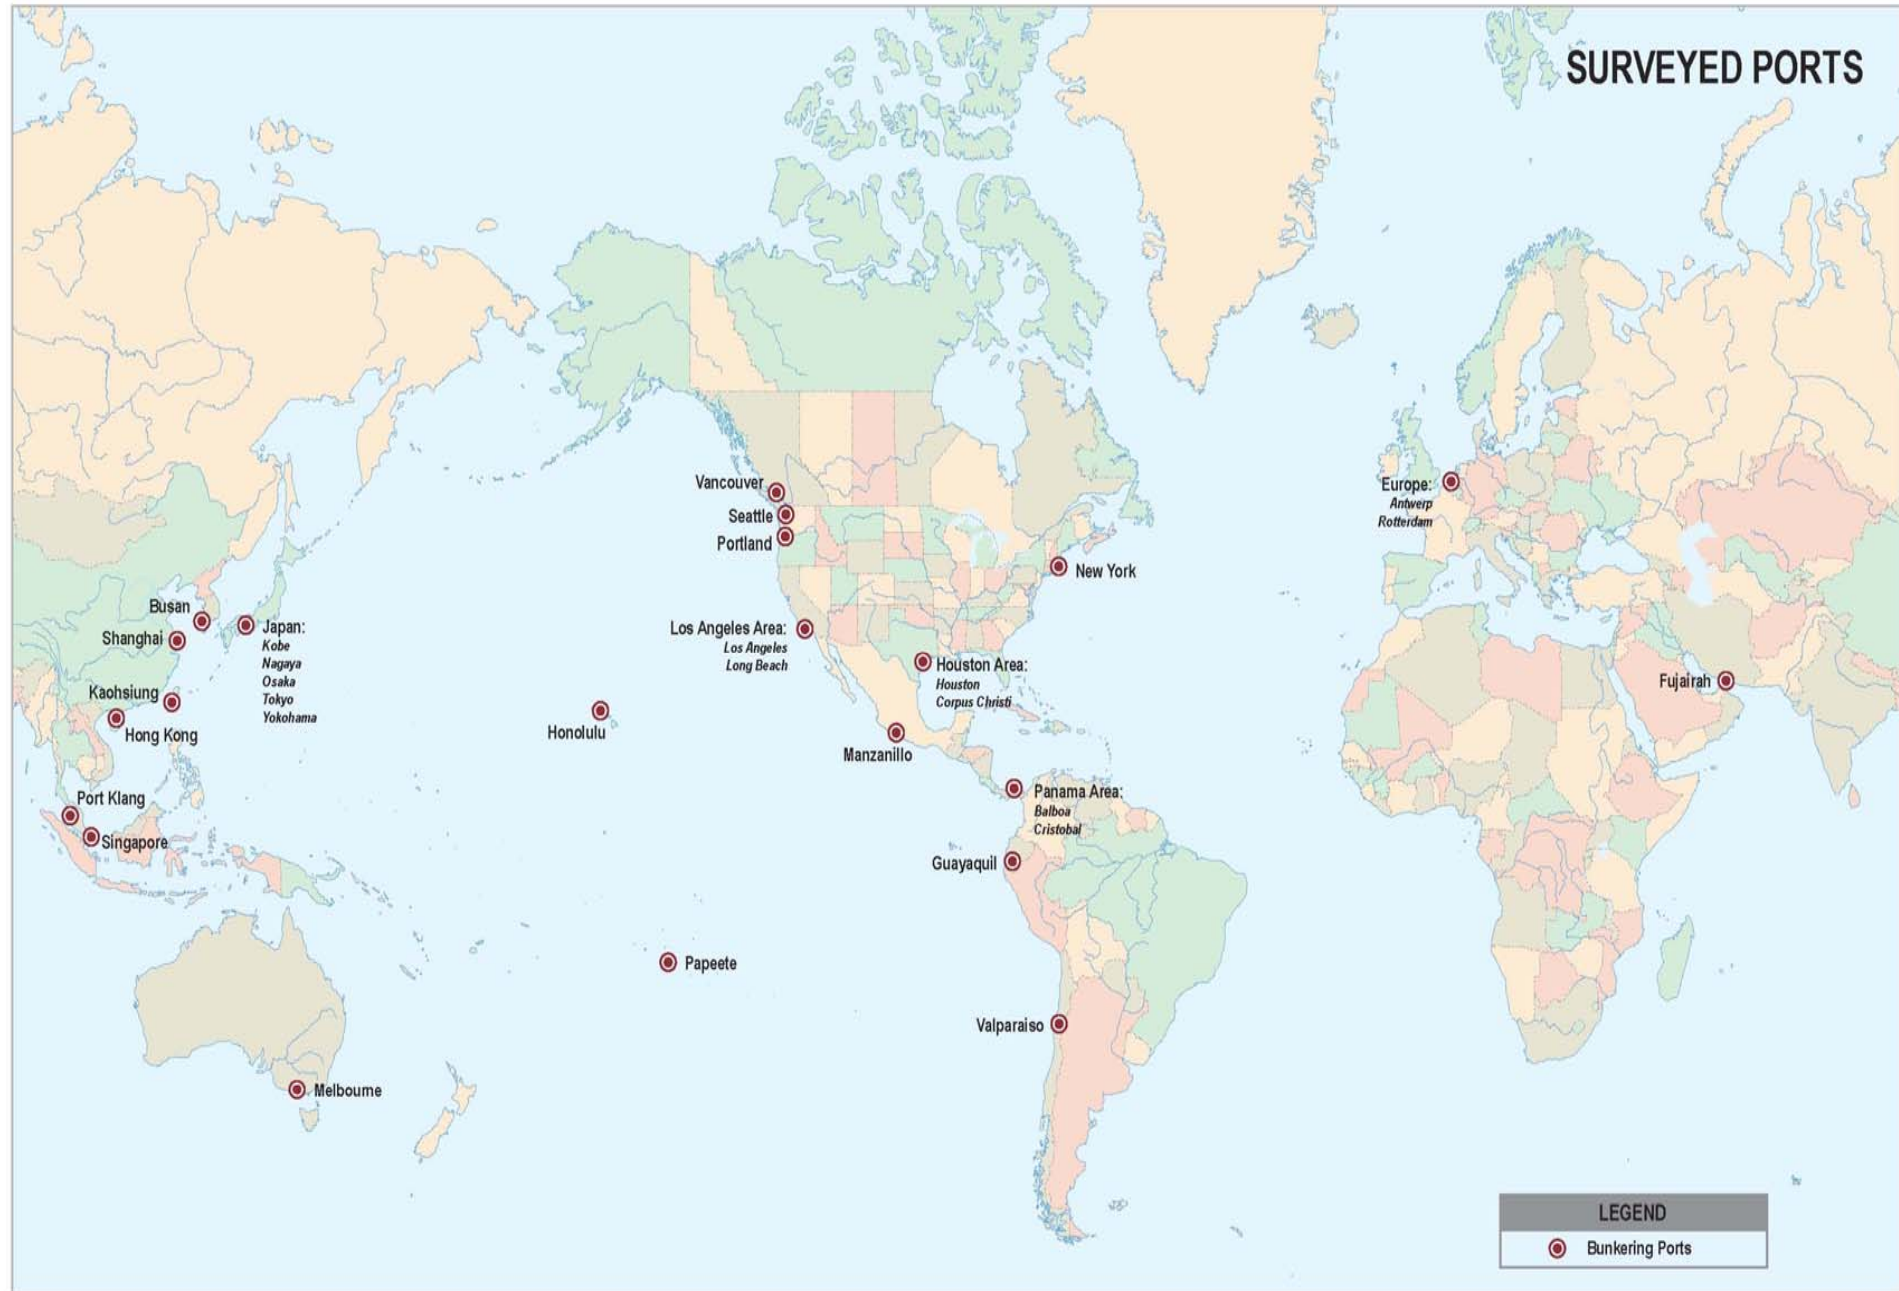 SURVEYED PORTS
Vancouver
Seattle
Portland
New York
Europe:
Antwerp
Rotterdam
Busan
Shanghai
Japan:
Kobe
Nagaya
Osaka
Tokyo
Yokohama
Los Angeles Area:
Los Angeles
Long Beach
Houston Area:
Houston
Corpus Christi
Fujairah
Kaohsiung
Hong Kong
Honolulu
Manzanillo
Port Klang
Singapore
Panama Area:
Balboa
Cristobal
Guayaquil
Papeete
Valparaiso
Melbourne
LEGEND
Bunkering Ports